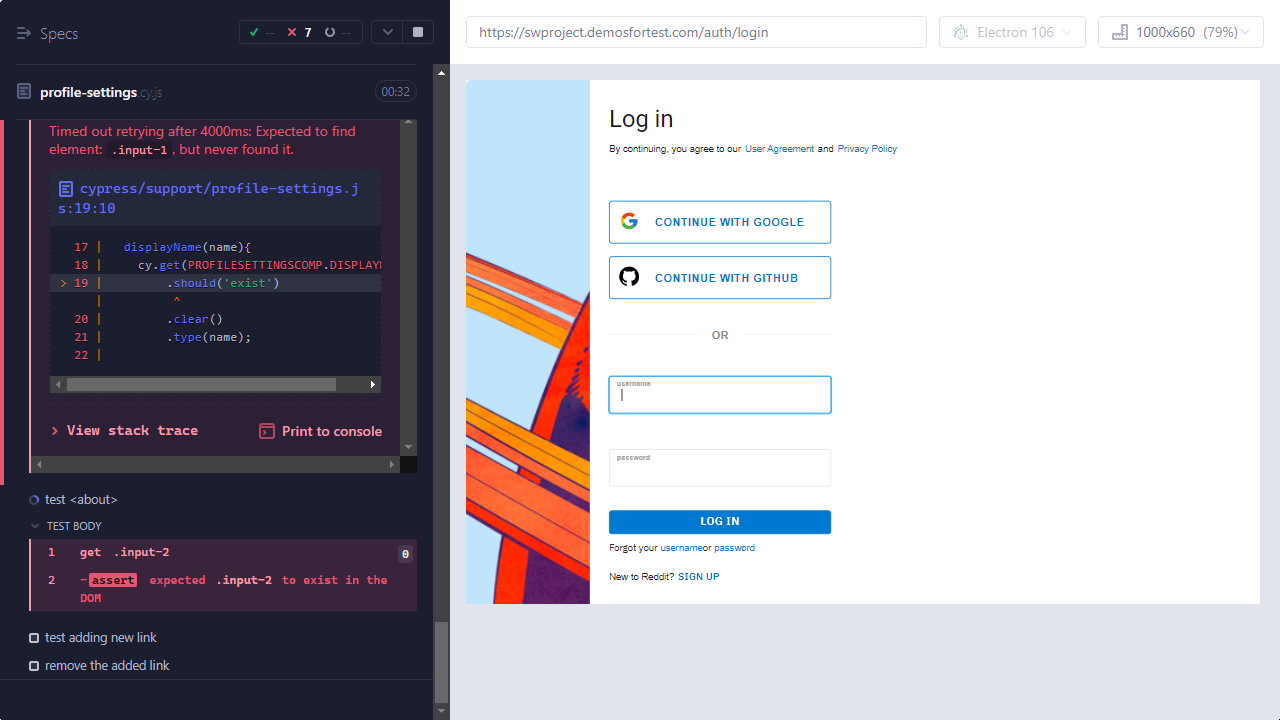 Specs
-- 7 --
profile-settings.cy.js
00:32
Timed out retrying after 4000ms: Expected to find
element: .input-1, but never found it.
cypress/support/profile-settings.j
s:19:10
17 | displayName(name){
18 | cy.get(PROFILESETTINGSCOMP.DISPLAY
> 19 | .should('exist')
| ^
20 | .clear()
21 | .type(name);
22 |
View stack trace
Print to console
test <about>
TEST BODY
1 get .input-2 0
2 -assert expected .input-2 to exist in the
DOM
test adding new link
remove the added link
https://swproject.demosfortest.com/auth/login
Electron 106
1000x660 (79%)
Log in
By continuing, you agree to our User Agreement and Privacy Policy
CONTINUE WITH GOOGLE
CONTINUE WITH GITHUB
OR
username
password
LOG IN
Forgot your usernameor password
New to Reddit? SIGN UP